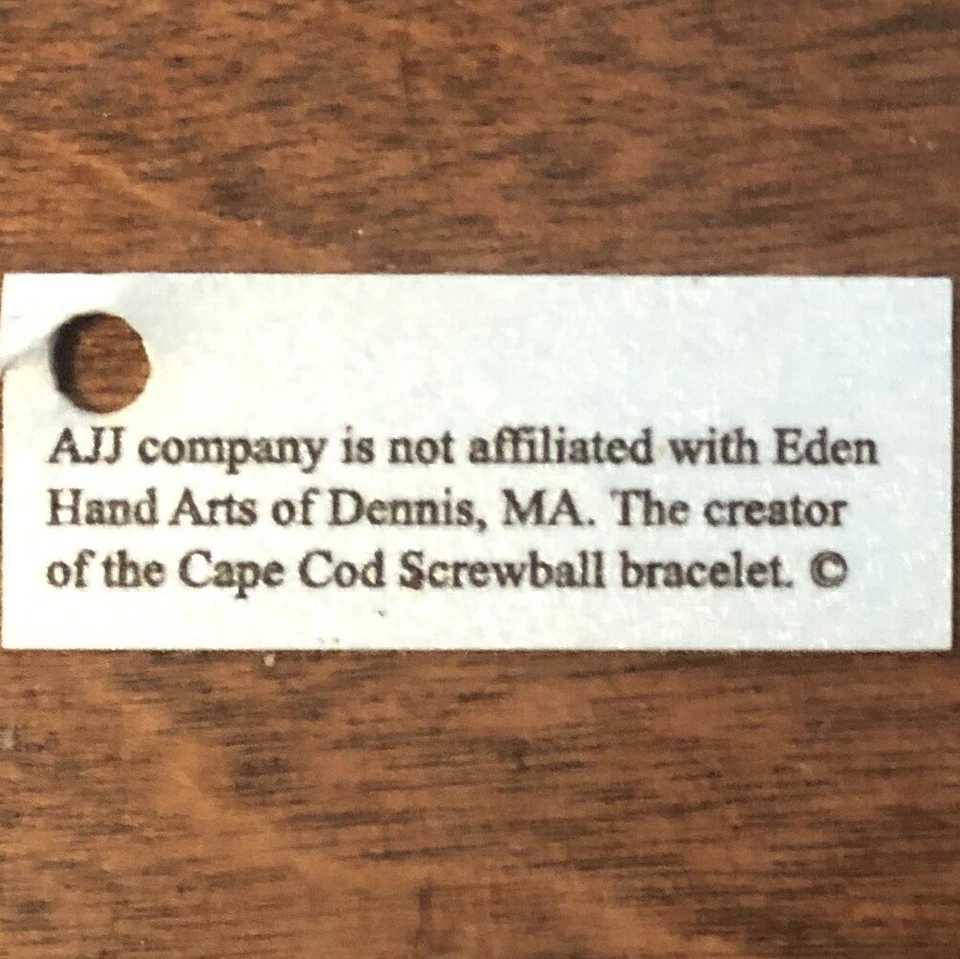 AJJ company is not affiliated with Eden
Hand Arts of Dennis, MA. The creator
of the Cape Cod Screwball bracelet. ©